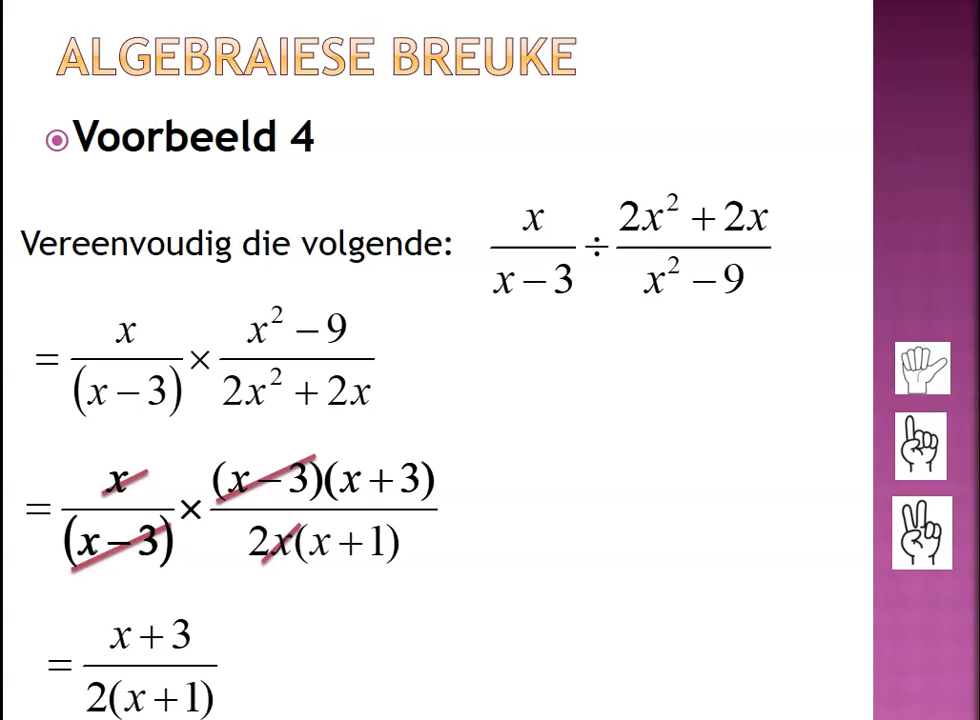 ALGEBRAIESE BREUKE
Voorbeeld 4
Vereenvoudig die volgende: x/(x − 3) ÷ (2x² + 2x)/(x² − 9)
= x/(x − 3) × (x² − 9)/(2x² + 2x)
= x/(x − 3) × (x − 3)(x + 3)/2x(x + 1)
= (x + 3)/2(x + 1)